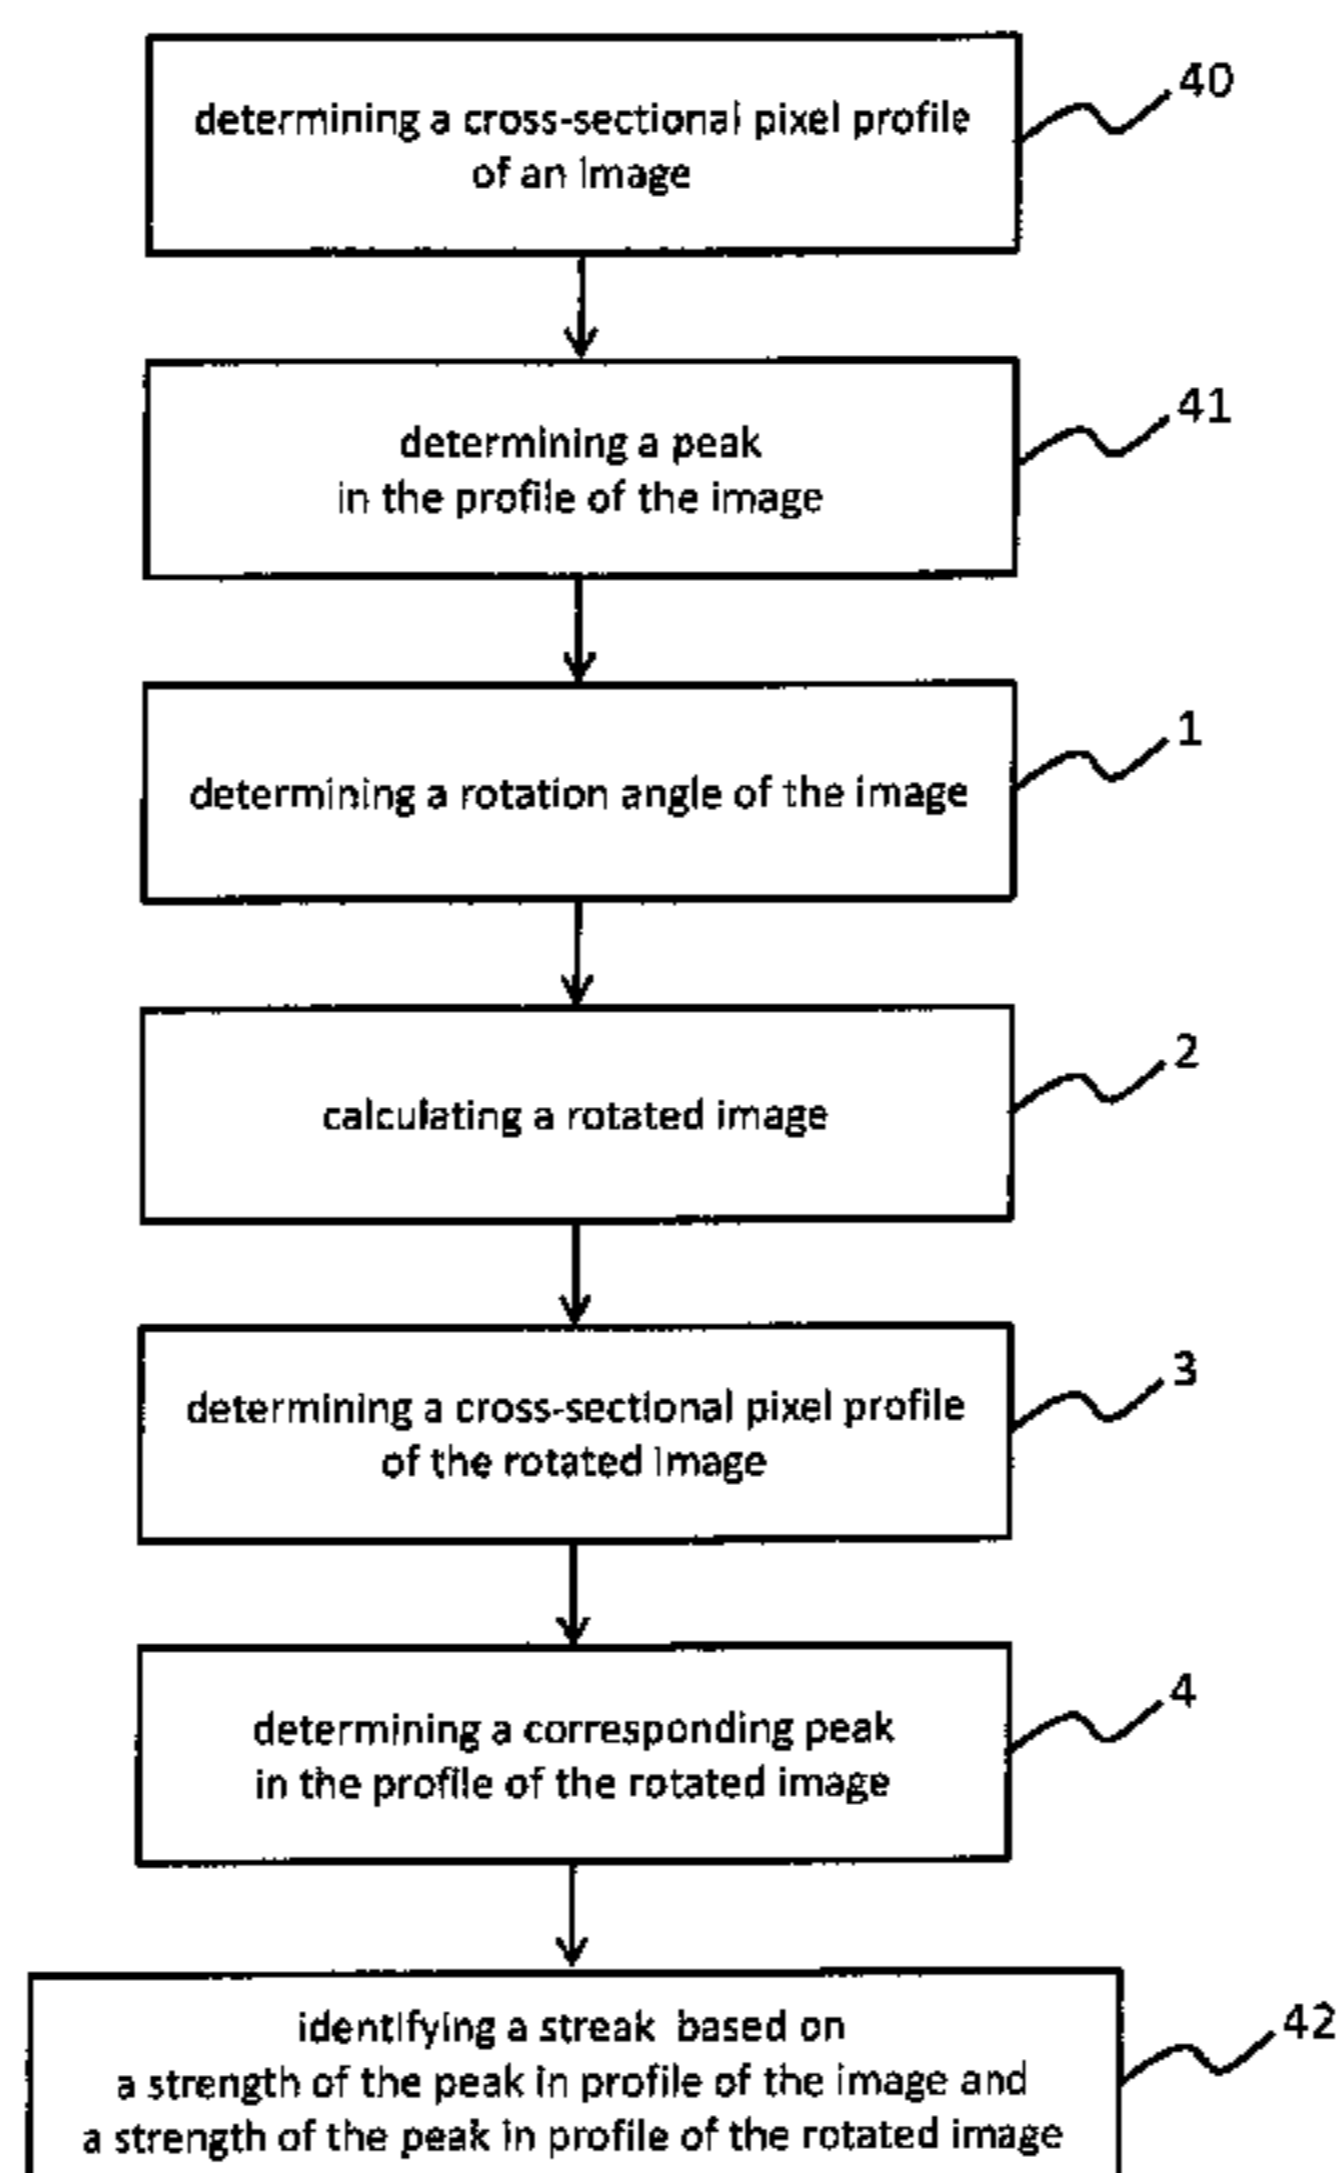 determining a cross-sectional pixel profile
of an image
40
determining a peak
in the profile of the image
41
determining a rotation angle of the image
1
calculating a rotated image
2
determining a cross-sectional pixel profile
of the rotated image
3
determining a corresponding peak
in the profile of the rotated image
4
identifying a streak based on
a strength of the peak in profile of the image and
a strength of the peak in profile of the rotated image
42